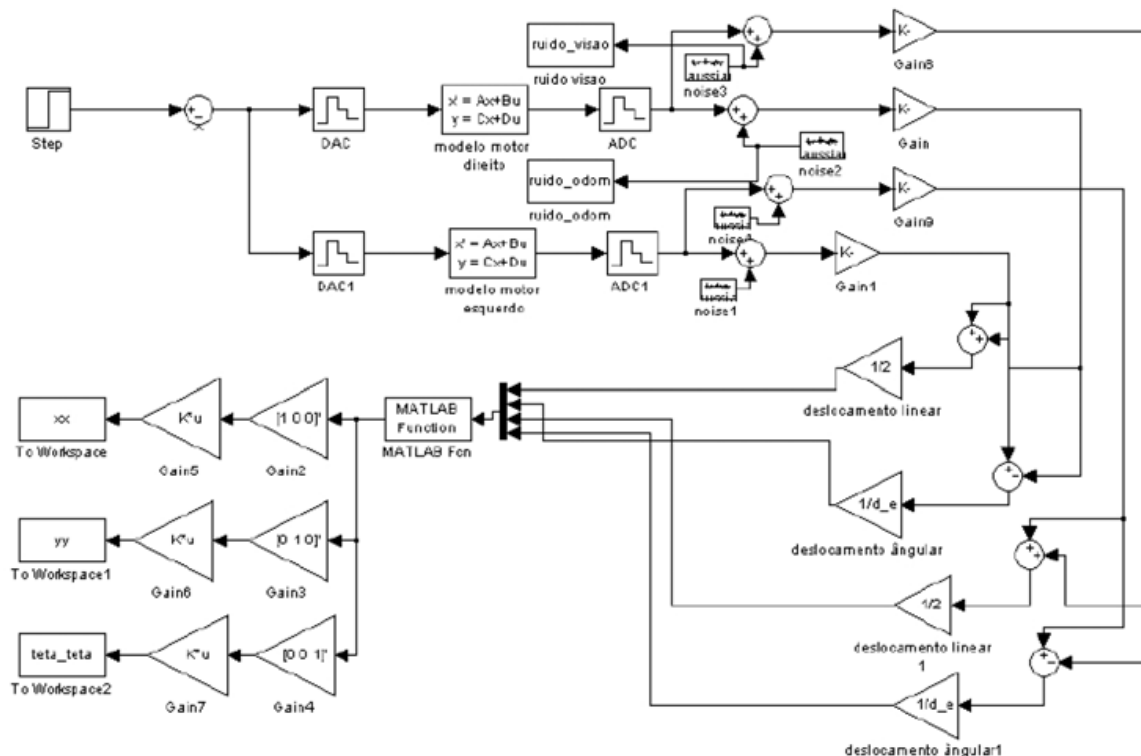 ruido_visao
ruido visao
aussiar
noise3
K-
Gain8
Step
DAC
x' = Ax+Bu
y = Cx+Du
modelo motor
direito
ADC
K-
Gain
aussiar
noise2
ruido_odom
ruido_odom
K-
Gain9
DAC1
x' = Ax+Bu
y = Cx+Du
modelo motor
esquerdo
ADC1
noise1
K-
Gain1
1/2
deslocamento linear
xx
To Workspace
K*u
Gain5
[1 0 0]'
Gain2
MATLAB
Function
MATLAB Fcn
1/d_e
deslocamento ângular
yy
To Workspace1
K*u
Gain6
[0 1 0]'
Gain3
1/2
deslocamento linear
1
teta_teta
To Workspace2
K*u
Gain7
[0 0 1]'
Gain4
1/d_e
deslocamento ângular1